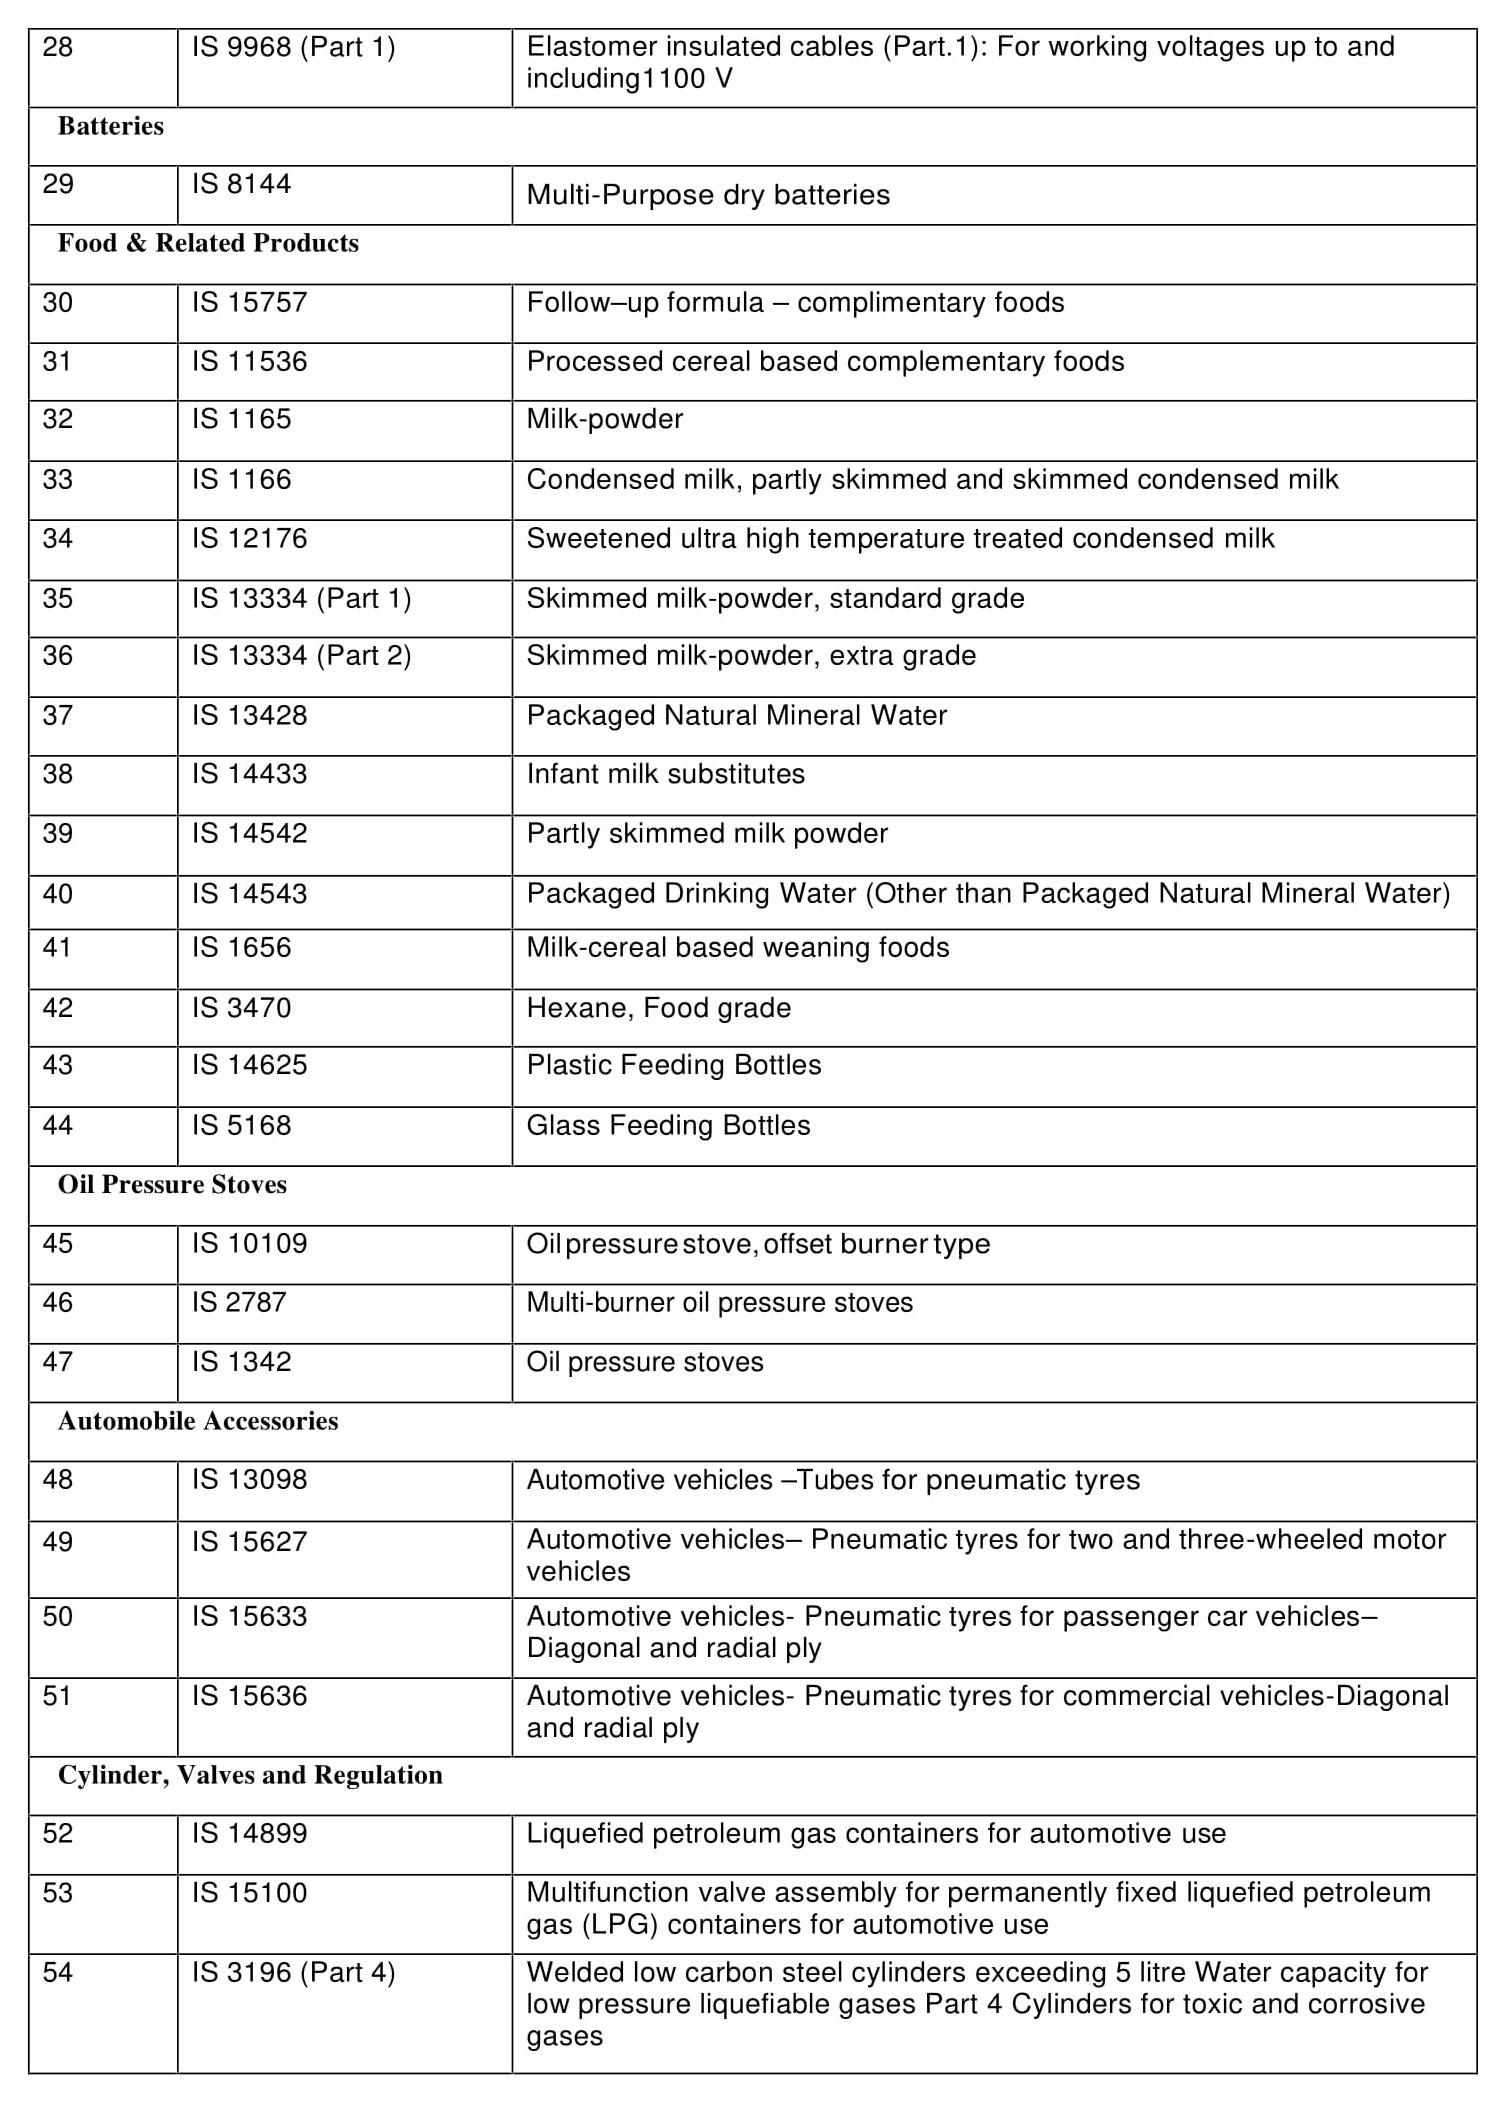 28 IS 9968 (Part 1) Elastomer insulated cables (Part.1): For working voltages up to and
including1100 V
Batteries
29 IS 8144 Multi-Purpose dry batteries
Food & Related Products
30 IS 15757 Follow–up formula – complimentary foods
31 IS 11536 Processed cereal based complementary foods
32 IS 1165 Milk-powder
33 IS 1166 Condensed milk, partly skimmed and skimmed condensed milk
34 IS 12176 Sweetened ultra high temperature treated condensed milk
35 IS 13334 (Part 1) Skimmed milk-powder, standard grade
36 IS 13334 (Part 2) Skimmed milk-powder, extra grade
37 IS 13428 Packaged Natural Mineral Water
38 IS 14433 Infant milk substitutes
39 IS 14542 Partly skimmed milk powder
40 IS 14543 Packaged Drinking Water (Other than Packaged Natural Mineral Water)
41 IS 1656 Milk-cereal based weaning foods
42 IS 3470 Hexane, Food grade
43 IS 14625 Plastic Feeding Bottles
44 IS 5168 Glass Feeding Bottles
Oil Pressure Stoves
45 IS 10109 Oil pressure stove, offset burner type
46 IS 2787 Multi-burner oil pressure stoves
47 IS 1342 Oil pressure stoves
Automobile Accessories
48 IS 13098 Automotive vehicles –Tubes for pneumatic tyres
49 IS 15627 Automotive vehicles– Pneumatic tyres for two and three-wheeled motor
vehicles
50 IS 15633 Automotive vehicles- Pneumatic tyres for passenger car vehicles–
Diagonal and radial ply
51 IS 15636 Automotive vehicles- Pneumatic tyres for commercial vehicles-Diagonal
and radial ply
Cylinder, Valves and Regulation
52 IS 14899 Liquefied petroleum gas containers for automotive use
53 IS 15100 Multifunction valve assembly for permanently fixed liquefied petroleum
gas (LPG) containers for automotive use
54 IS 3196 (Part 4) Welded low carbon steel cylinders exceeding 5 litre Water capacity for
low pressure liquefiable gases Part 4 Cylinders for toxic and corrosive
gases